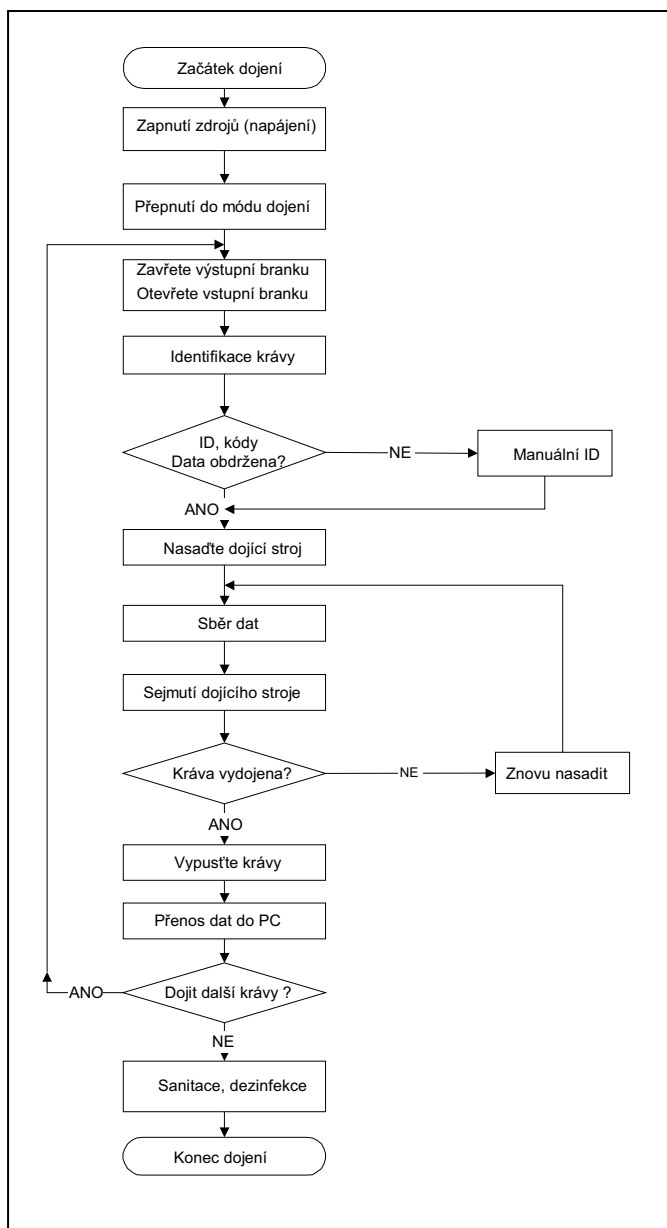 Začátek dojení
Zapnutí zdrojů (napájení)
Přepnutí do módu dojení
Zavřete výstupní branku
Otevřete vstupní branku
Identifikace krávy
ID, kódy
Data obdržena?
NE
Manuální ID
ANO
Nasaďte dojící stroj
Sběr dat
Sejmutí dojícího stroje
Kráva vydojena?
NE
Znovu nasadit
ANO
Vypusťte krávy
Přenos dat do PC
Dojit další krávy ?
ANO
NE
Sanitace, dezinfekce
Konec dojení